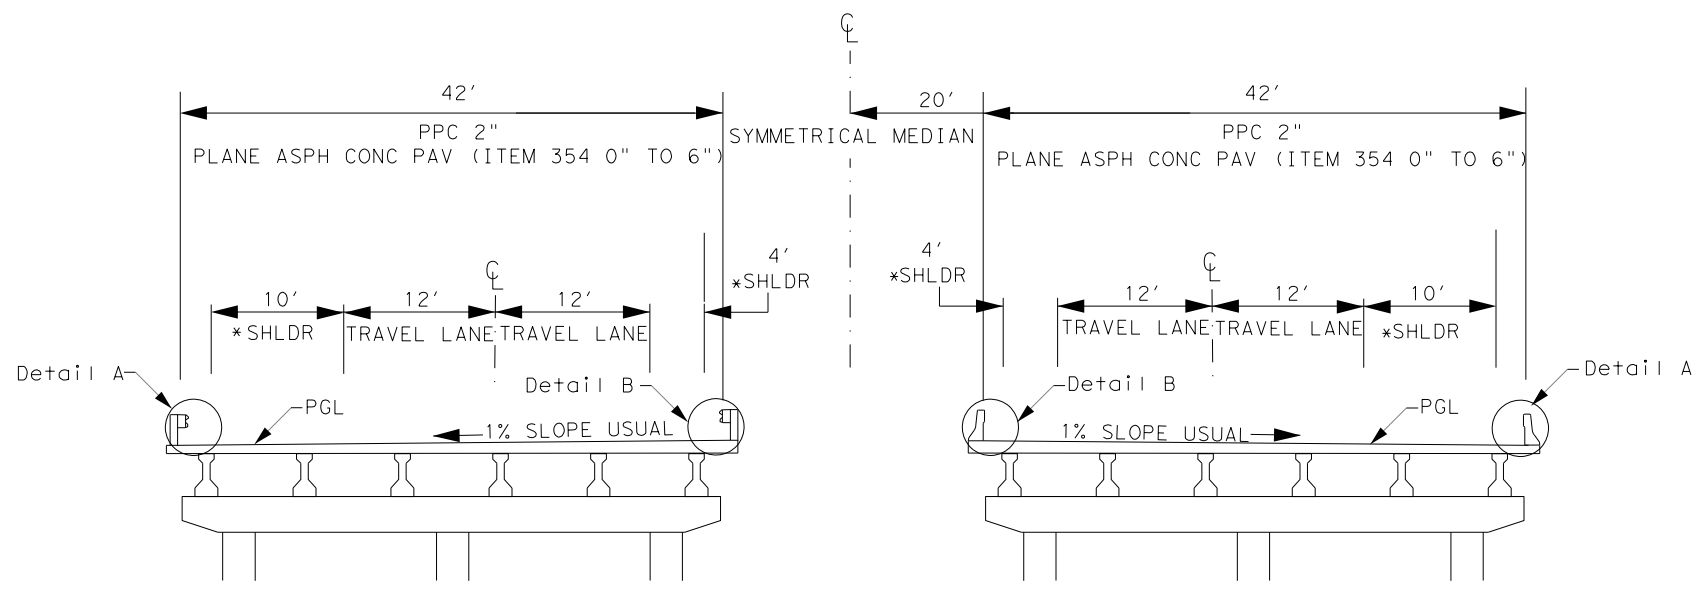 ℄
42'
20'
42'
PPC 2"
SYMMETRICAL MEDIAN
PPC 2"
PLANE ASPH CONC PAV (ITEM 354 0" TO 6")
PLANE ASPH CONC PAV (ITEM 354 0" TO 6")
4'
*SHLDR
4'
*SHLDR
℄
℄
10'
12'
12'
12'
12'
10'
*SHLDR
TRAVEL LANE
TRAVEL LANE
TRAVEL LANE
TRAVEL LANE
*SHLDR
Detail A
Detail B
Detail B
Detail A
PGL
1% SLOPE USUAL
1% SLOPE USUAL
PGL